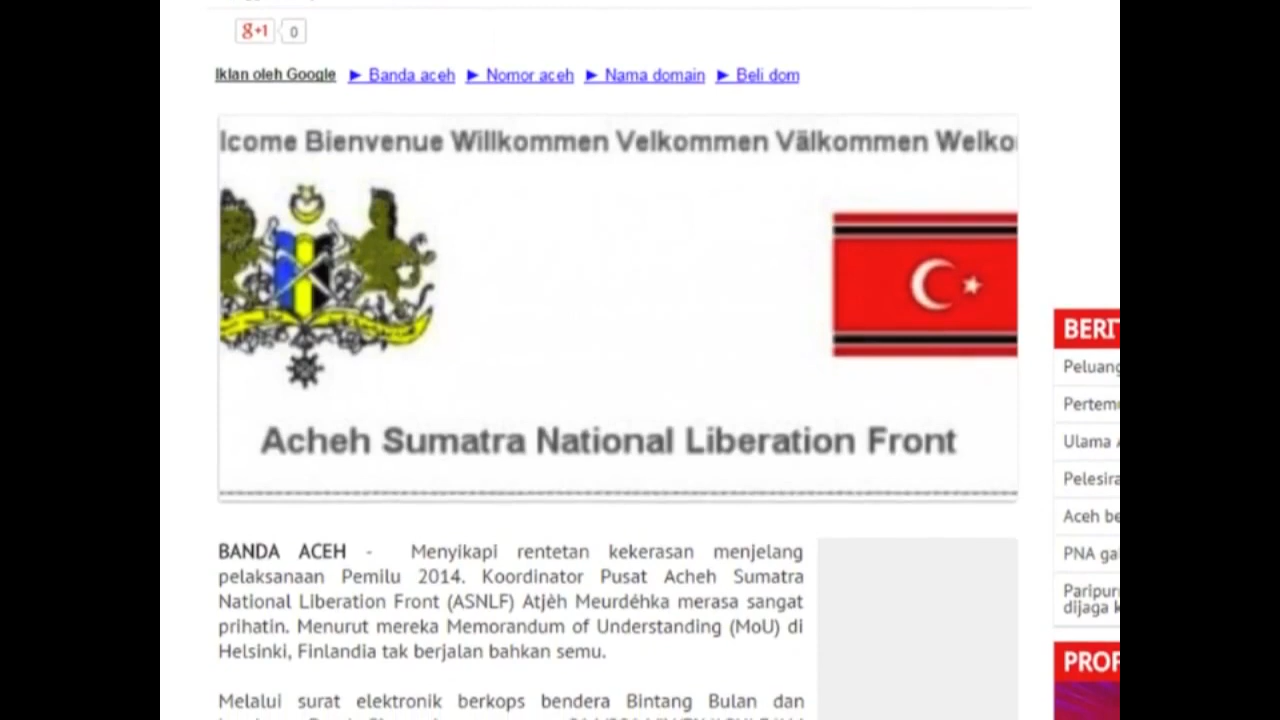 g+1 0
Iklan oleh Google ► Banda aceh ► Nomor aceh ► Nama domain ► Beli dom
lcome Bienvenue Willkommen Velkommen Välkommen Welko
Acheh Sumatra National Liberation Front
BANDA ACEH - Menyikapi rentetan kekerasan menjelang
pelaksanaan Pemilu 2014. Koordinator Pusat Acheh Sumatra
National Liberation Front (ASNLF) Atjèh Meurdéhka merasa sangat
prihatin. Menurut mereka Memorandum of Understanding (MoU) di
Helsinki, Finlandia tak berjalan bahkan semu.
Melalui surat elektronik berkops bendera Bintang Bulan dan
BERIT
Peluang
Pertem
Ulama
Pelesira
Aceh be
PNA ga
Paripur
dijaga k
PROF